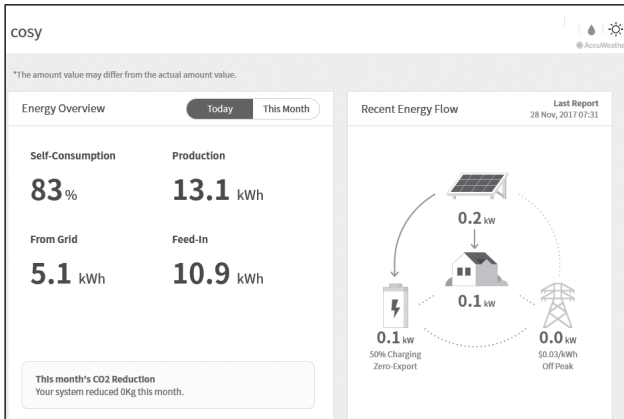 cosy
AccuWeathe
*The amount value may differ from the actual amount value.
Energy Overview
Today
This Month
Self-Consumption
Production
83 %
13.1 kWh
From Grid
Feed-In
5.1 kWh
10.9 kWh
This month's CO2 Reduction
Your system reduced 0Kg this month.
Recent Energy Flow
Last Report
28 Nov, 2017 07:31
0.2 kW
0.1 kW
0.1 kW
50% Charging
Zero-Export
0.0 kW
$0.03/kWh
Off Peak